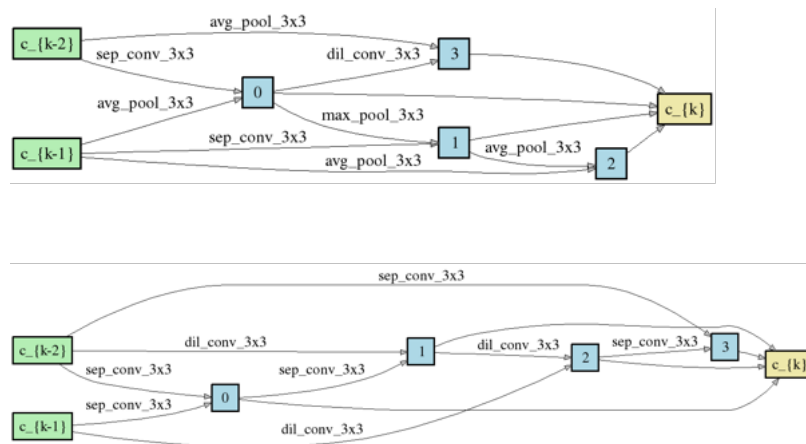 avg_pool_3x3
c_{k-2}
sep_conv_3x3
dil_conv_3x3
3
0
avg_pool_3x3
max_pool_3x3
c_{k}
sep_conv_3x3
1
avg_pool_3x3
c_{k-1}
avg_pool_3x3
2
sep_conv_3x3
c_{k-2}
dil_conv_3x3
1
dil_conv_3x3
sep_conv_3x3
3
2
sep_conv_3x3
sep_conv_3x3
c_{k}
0
sep_conv_3x3
c_{k-1}
dil_conv_3x3